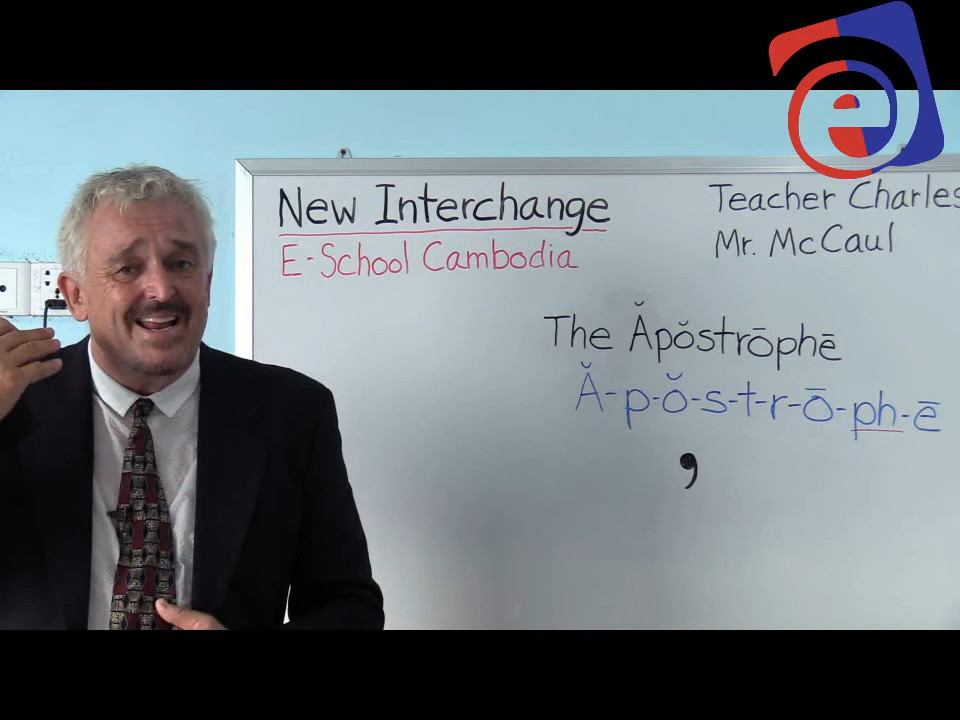 e
New Interchange
E-School Cambodia
Teacher Charles
Mr. McCaul
The Ăpŏstrōphē
Ă-p-ŏ-s-t-r-ō-ph-ē
,